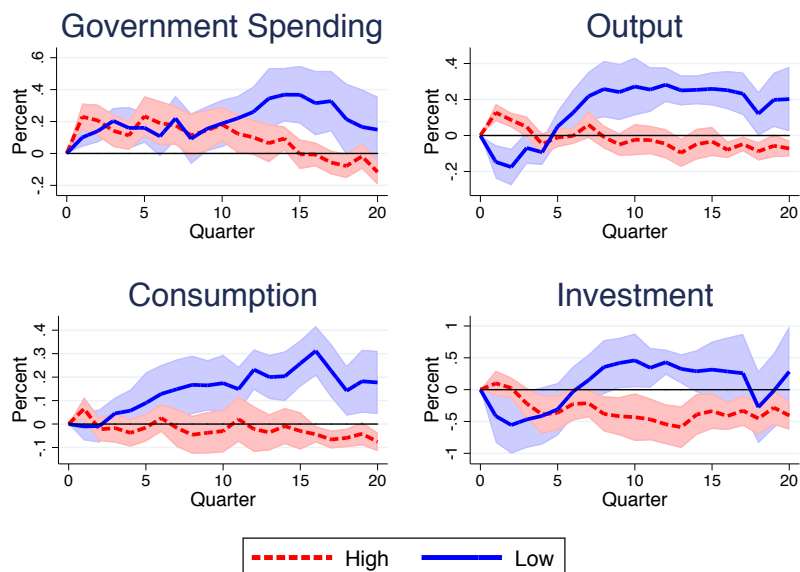 Government Spending
Percent
.6
.4
.2
0
-.2
0 5 10 15 20
Quarter
Output
Percent
.4
.2
0
-.2
0 5 10 15 20
Quarter
Consumption
Percent
.4
.3
.2
.1
0
-.1
0 5 10 15 20
Quarter
Investment
Percent
1
.5
0
-.5
-1
0 5 10 15 20
Quarter
High Low